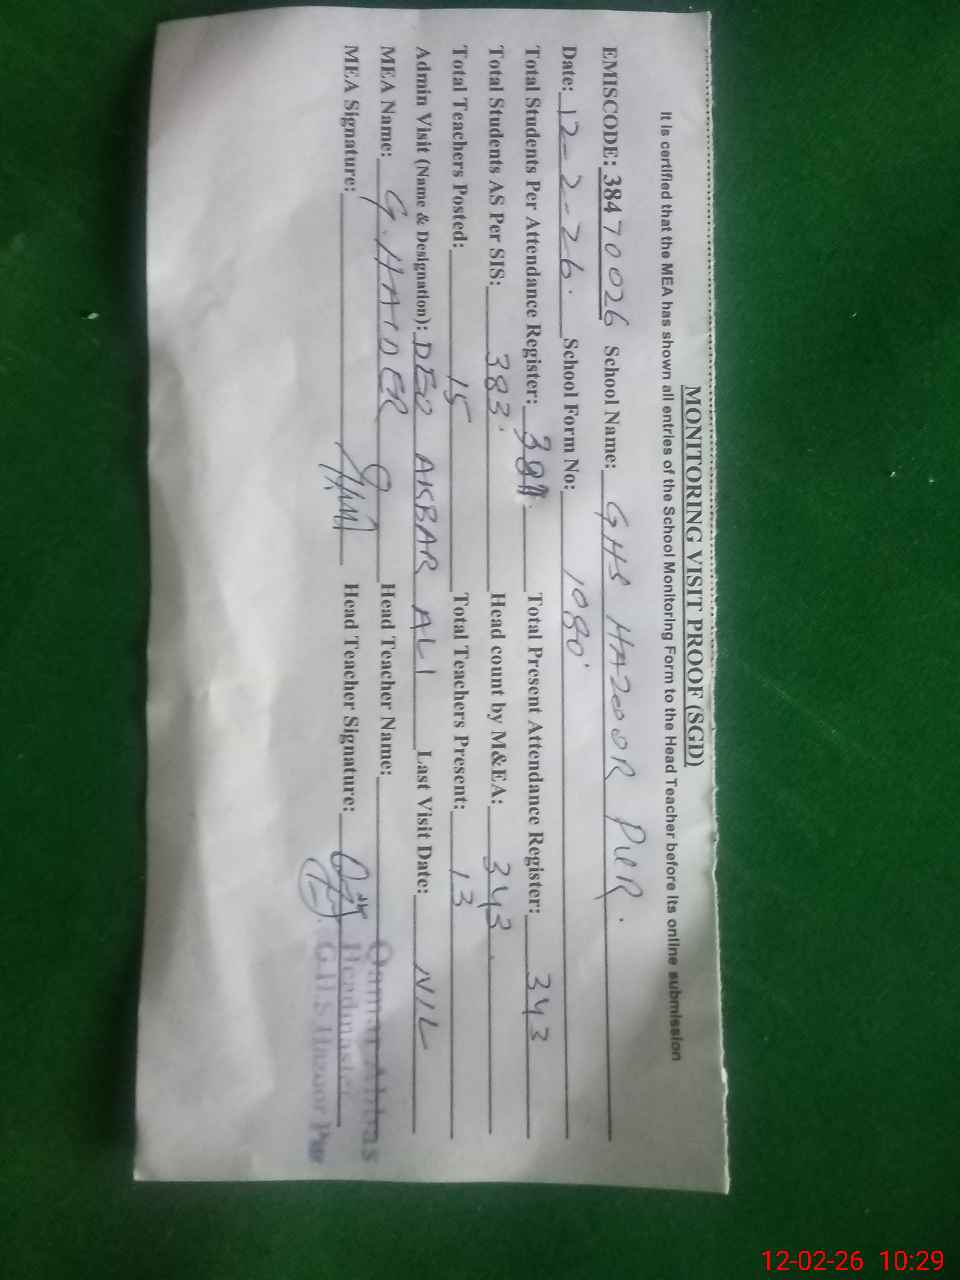 MONITORING VISIT PROOF (SGD)
It is certified that the MEA has shown all entries of the School Monitoring Form to the Head Teacher before its online submission
EMISCODE: 38470026 School Name: GHS HAZOOR PUR.
Date: 12-2-26. School Form No: 1080
Total Students Per Attendance Register: Total Present Attendance Register: 343
Total Students AS Per SIS: 383. Head count by M&EA: 343.
Total Teachers Posted: 15 Total Teachers Present: 13
Admin Visit (Name & Designation): DEO AKBAR ALI Last Visit Date: NIL
MEA Name: G. HAIDER Head Teacher Name: Qamar Abbas
MEA Signature: Head Teacher Signature: Headmaster
G.H.S Hazoor Pur
12-02-26 10:29